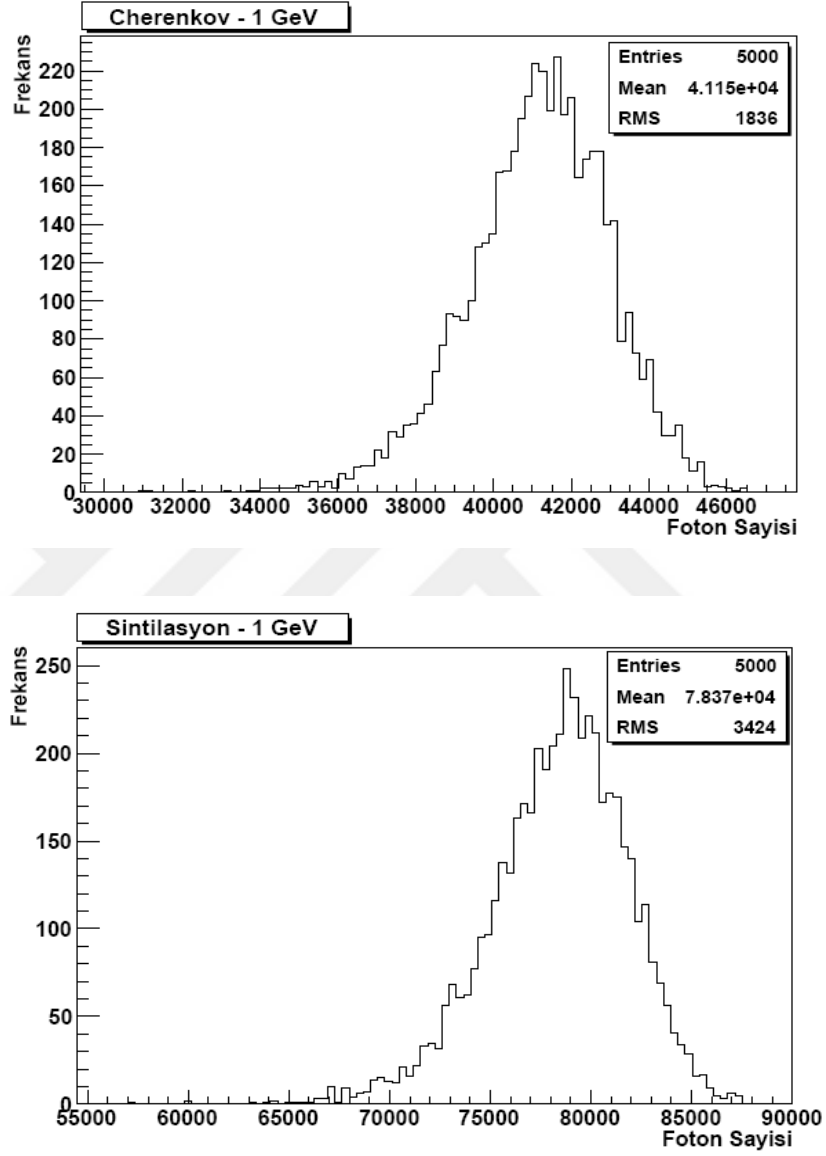 Cherenkov - 1 GeV
Frekans
Entries 5000
Mean 4.115e+04
RMS 1836
220
200
180
160
140
120
100
80
60
40
20
0
30000 32000 34000 36000 38000 40000 42000 44000 46000
Foton Sayisi
Sintilasyon - 1 GeV
Frekans
Entries 5000
Mean 7.837e+04
RMS 3424
250
200
150
100
50
0
55000 60000 65000 70000 75000 80000 85000 90000
Foton Sayisi